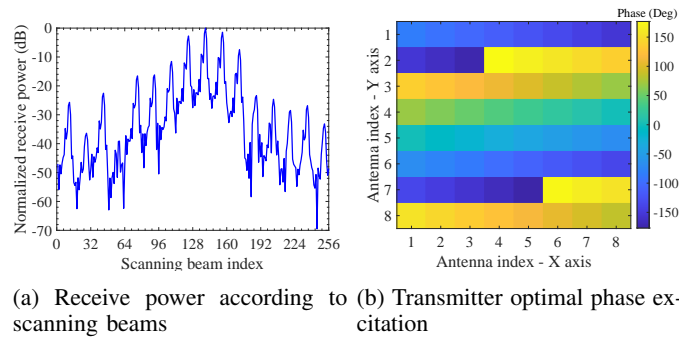 Normalized receive power (dB)
0
-10
-20
-30
-40
-50
-60
-70
0 32 64 96 128 160 192 224 256
Scanning beam index
Phase (Deg)
Antenna index - Y axis
1
2
3
4
5
6
7
8
1 2 3 4 5 6 7 8
Antenna index - X axis
150
100
50
0
-50
-100
-150
(a) Receive power according to
scanning beams
(b) Transmitter optimal phase ex-
citation